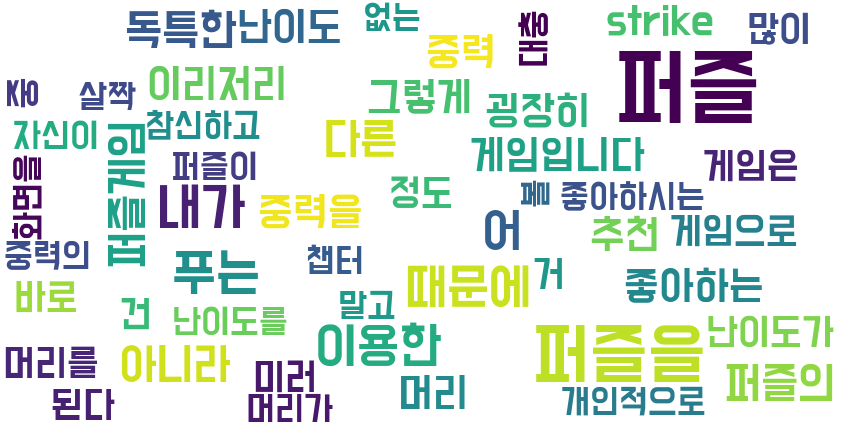 독특한 난이도 없는 중력 대충 strike 많이
중 살짝 이리저리 그렇게 굉장히 퍼즐
자신이 참신하고 다른 게임입니다 게임은
화면을 퍼즐게임 퍼즐이 내가 중력을 정도 좋아하시는
중력의 푸는 챕터 어 추천 게임으로
바로 건 난이도를 말고 때문에 거 좋아하는
머리를 아니라 이용한 퍼즐을 난이도가
된다 미러 머리가 머리 개인적으로 퍼즐의